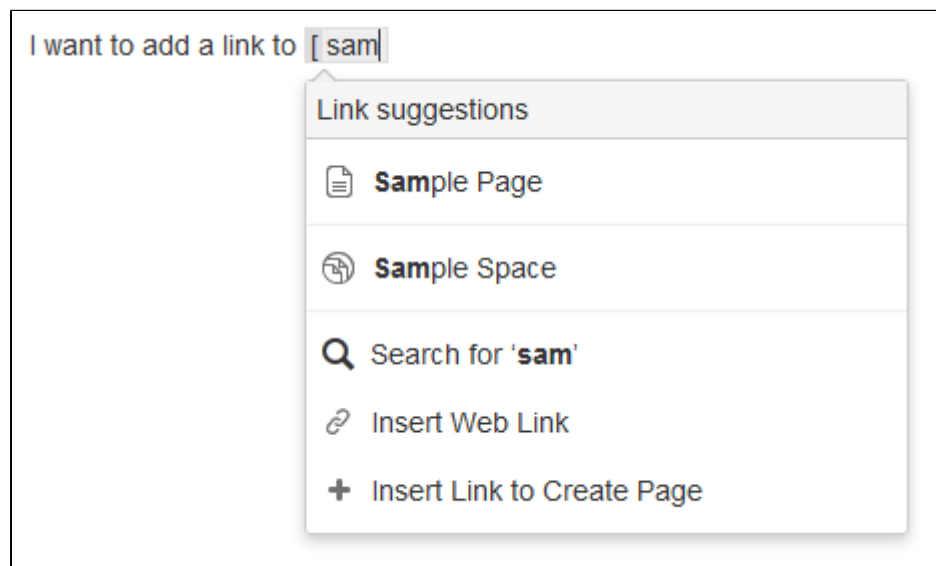 I want to add a link to [ sam
Link suggestions
Sample Page
Sample Space
Search for ‘sam’
Insert Web Link
Insert Link to Create Page